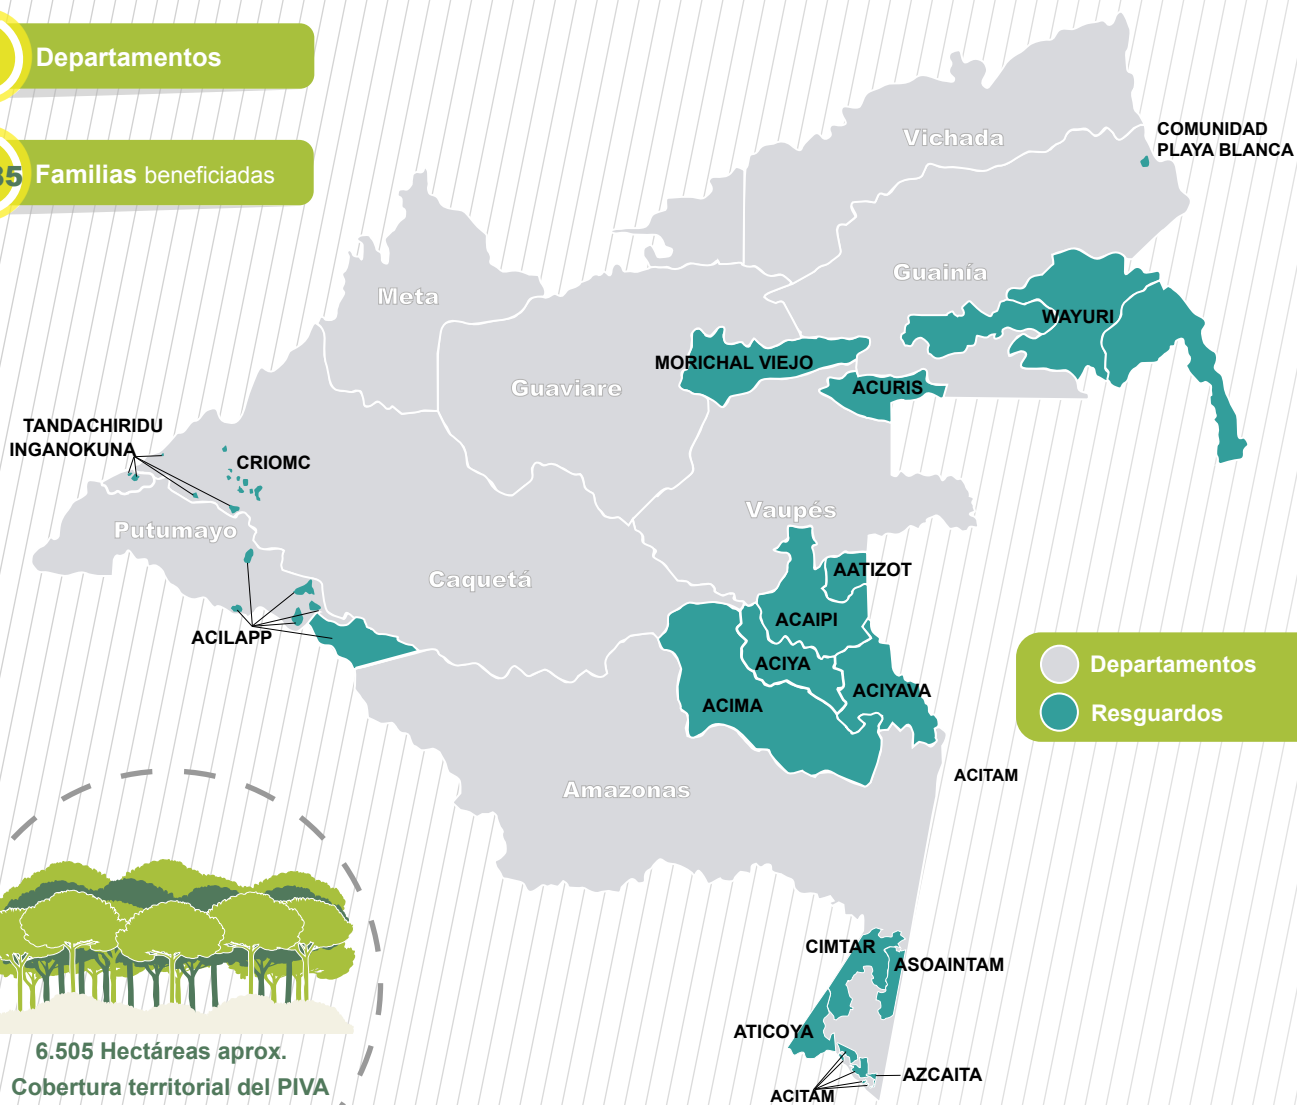 Departamentos
Familias beneficiadas
COMUNIDAD
PLAYA BLANCA
Vichada
Guainía
Meta
WAYURI
MORICHAL VIEJO
Guaviare
ACURIS
TANDACHIRIDU
INGANOKUNA
CRIOMC
Vaupés
Putumayo
Caquetá
AATIZOT
ACAIPI
ACILAPP
ACIYA
ACIYAVA
ACIMA
Departamentos
Resguardos
ACITAM
Amazonas
CIMTAR
ASOAINTAM
ATICOYA
AZCAITA
ACITAM
6.505 Hectáreas aprox.
Cobertura territorial del PIVA